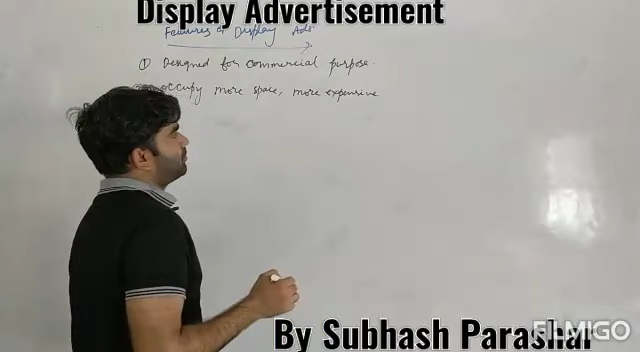 Display Advertisement
Features of Display Ads
① Designed for commercial purpose.
occupy more space, more expensive
By Subhash Parashar
FILMIGO